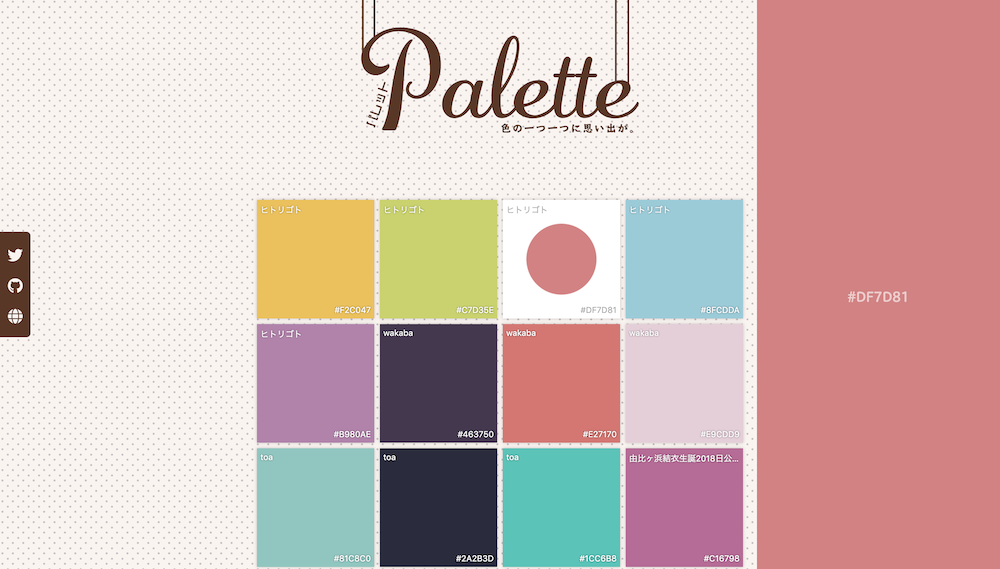 Palette
パレット
色の一つ一つに思い出が。
ヒトリゴト
#F2C047
ヒトリゴト
#C7D35E
ヒトリゴト
#DF7D81
ヒトリゴト
#8FCDDA
#DF7D81
ヒトリゴト
#B980AE
wakaba
#463750
wakaba
#E27170
wakaba
#E9CDD9
toa
#81C8C0
toa
#2A2B3D
toa
#1CC6B8
由比ヶ浜結衣生誕2018日公...
#C16798